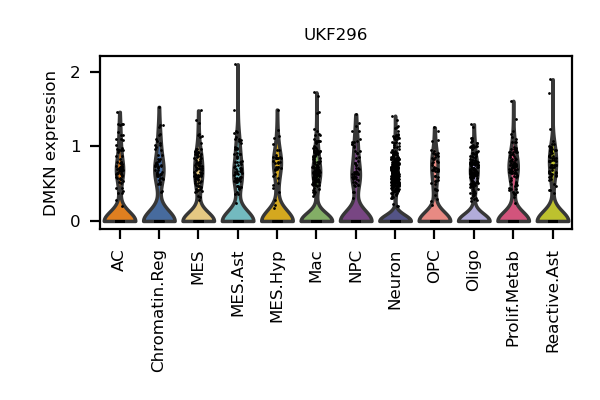 UKF296
DMKN expression
2
1
0
AC
Chromatin.Reg
MES
MES.Ast
MES.Hyp
Mac
NPC
Neuron
OPC
Oligo
Prolif.Metab
Reactive.Ast